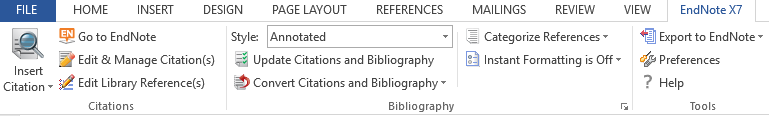 FILE HOME INSERT DESIGN PAGE LAYOUT REFERENCES MAILINGS REVIEW VIEW EndNote X7
Insert Citation
EN Go to EndNote
Edit & Manage Citation(s)
Edit Library Reference(s)
Citations
Style: Annotated
Update Citations and Bibliography
Convert Citations and Bibliography
Categorize References
Instant Formatting is Off
Bibliography
Export to EndNote
Preferences
? Help
Tools